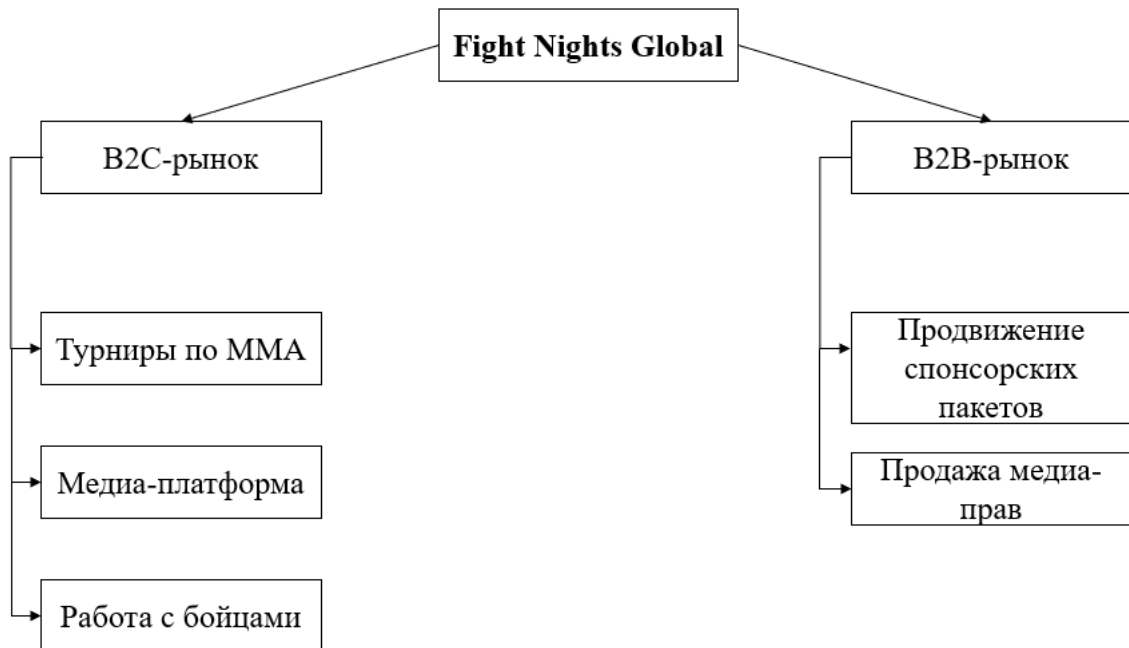 Fight Nights Global
B2C-рынок
B2B-рынок
Турниры по ММА
Медиа-платформа
Работа с бойцами
Продвижение
спонсорских
пакетов
Продажа медиа-
прав